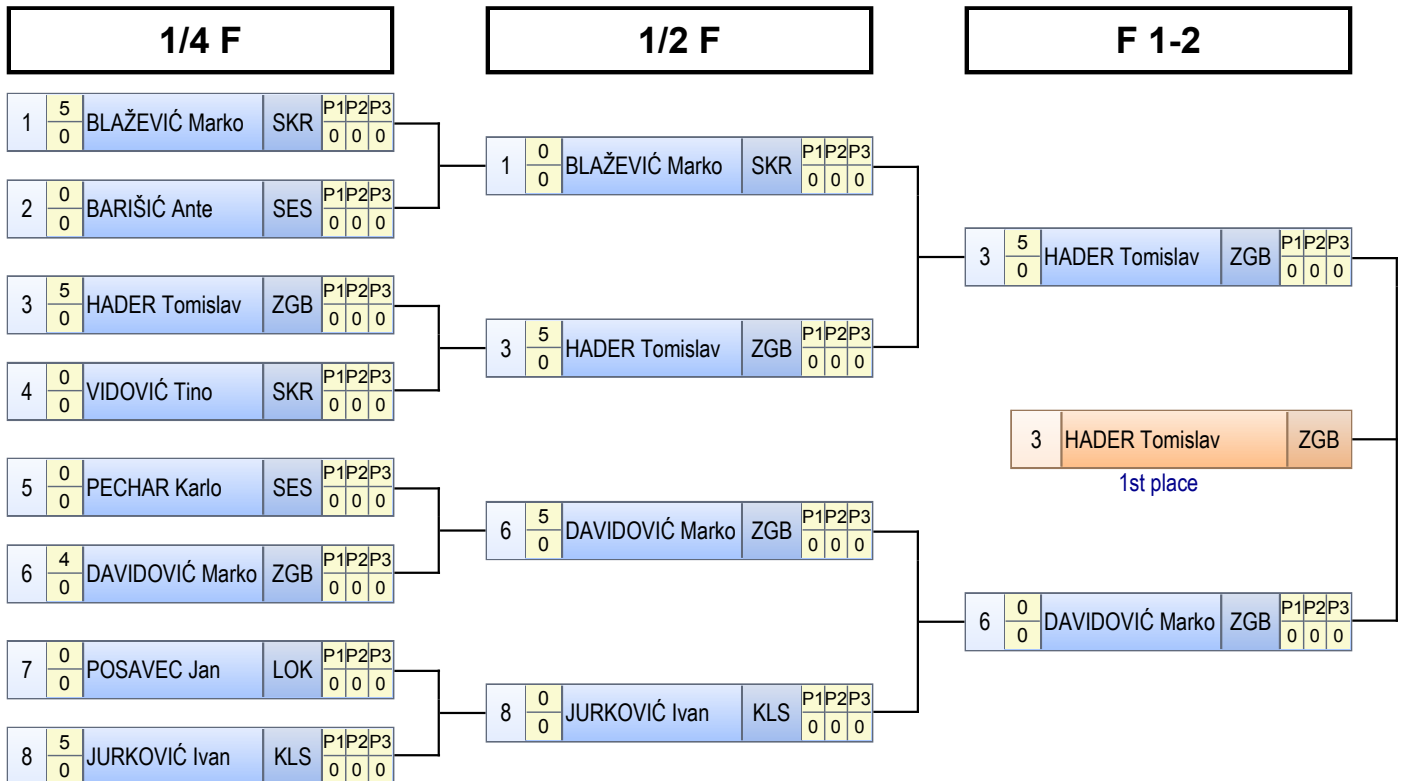 1/4 F
1/2 F
F 1-2
1 5 BLAŽEVIĆ Marko SKR P1 P2 P3
0 0 0 0
2 0 BARIŠIĆ Ante SES P1 P2 P3
0 0 0 0
3 5 HADER Tomislav ZGB P1 P2 P3
0 0 0 0
4 0 VIDOVIĆ Tino SKR P1 P2 P3
0 0 0 0
5 0 PECHAR Karlo SES P1 P2 P3
0 0 0 0
6 4 DAVIDOVIĆ Marko ZGB P1 P2 P3
0 0 0 0
7 0 POSAVEC Jan LOK P1 P2 P3
0 0 0 0
8 5 JURKOVIĆ Ivan KLS P1 P2 P3
0 0 0 0
1 0 BLAŽEVIĆ Marko SKR P1 P2 P3
0 0 0 0
3 5 HADER Tomislav ZGB P1 P2 P3
0 0 0 0
6 5 DAVIDOVIĆ Marko ZGB P1 P2 P3
0 0 0 0
8 0 JURKOVIĆ Ivan KLS P1 P2 P3
0 0 0 0
3 5 HADER Tomislav ZGB P1 P2 P3
0 0 0 0
3 HADER Tomislav ZGB
1st place
6 0 DAVIDOVIĆ Marko ZGB P1 P2 P3
0 0 0 0